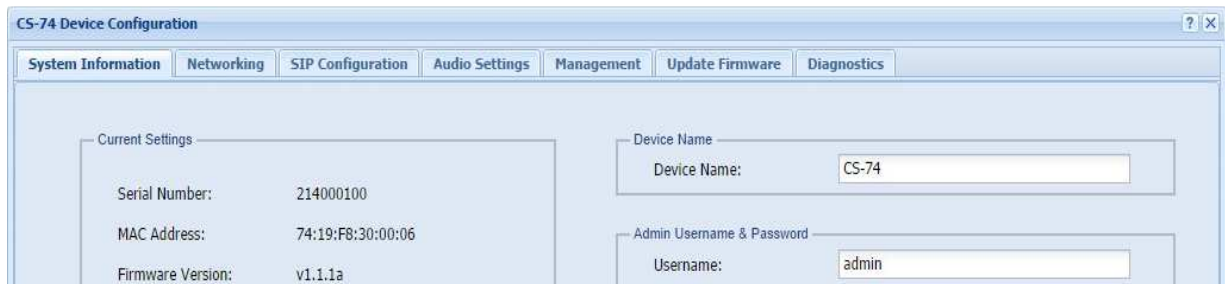 CS-74 Device Configuration
? X
System Information Networking SIP Configuration Audio Settings Management Update Firmware Diagnostics
Current Settings
Serial Number: 214000100
MAC Address: 74:19:F8:30:00:06
Firmware Version: v1.1.1a
Device Name
Device Name: CS-74
Admin Username & Password
Username: admin